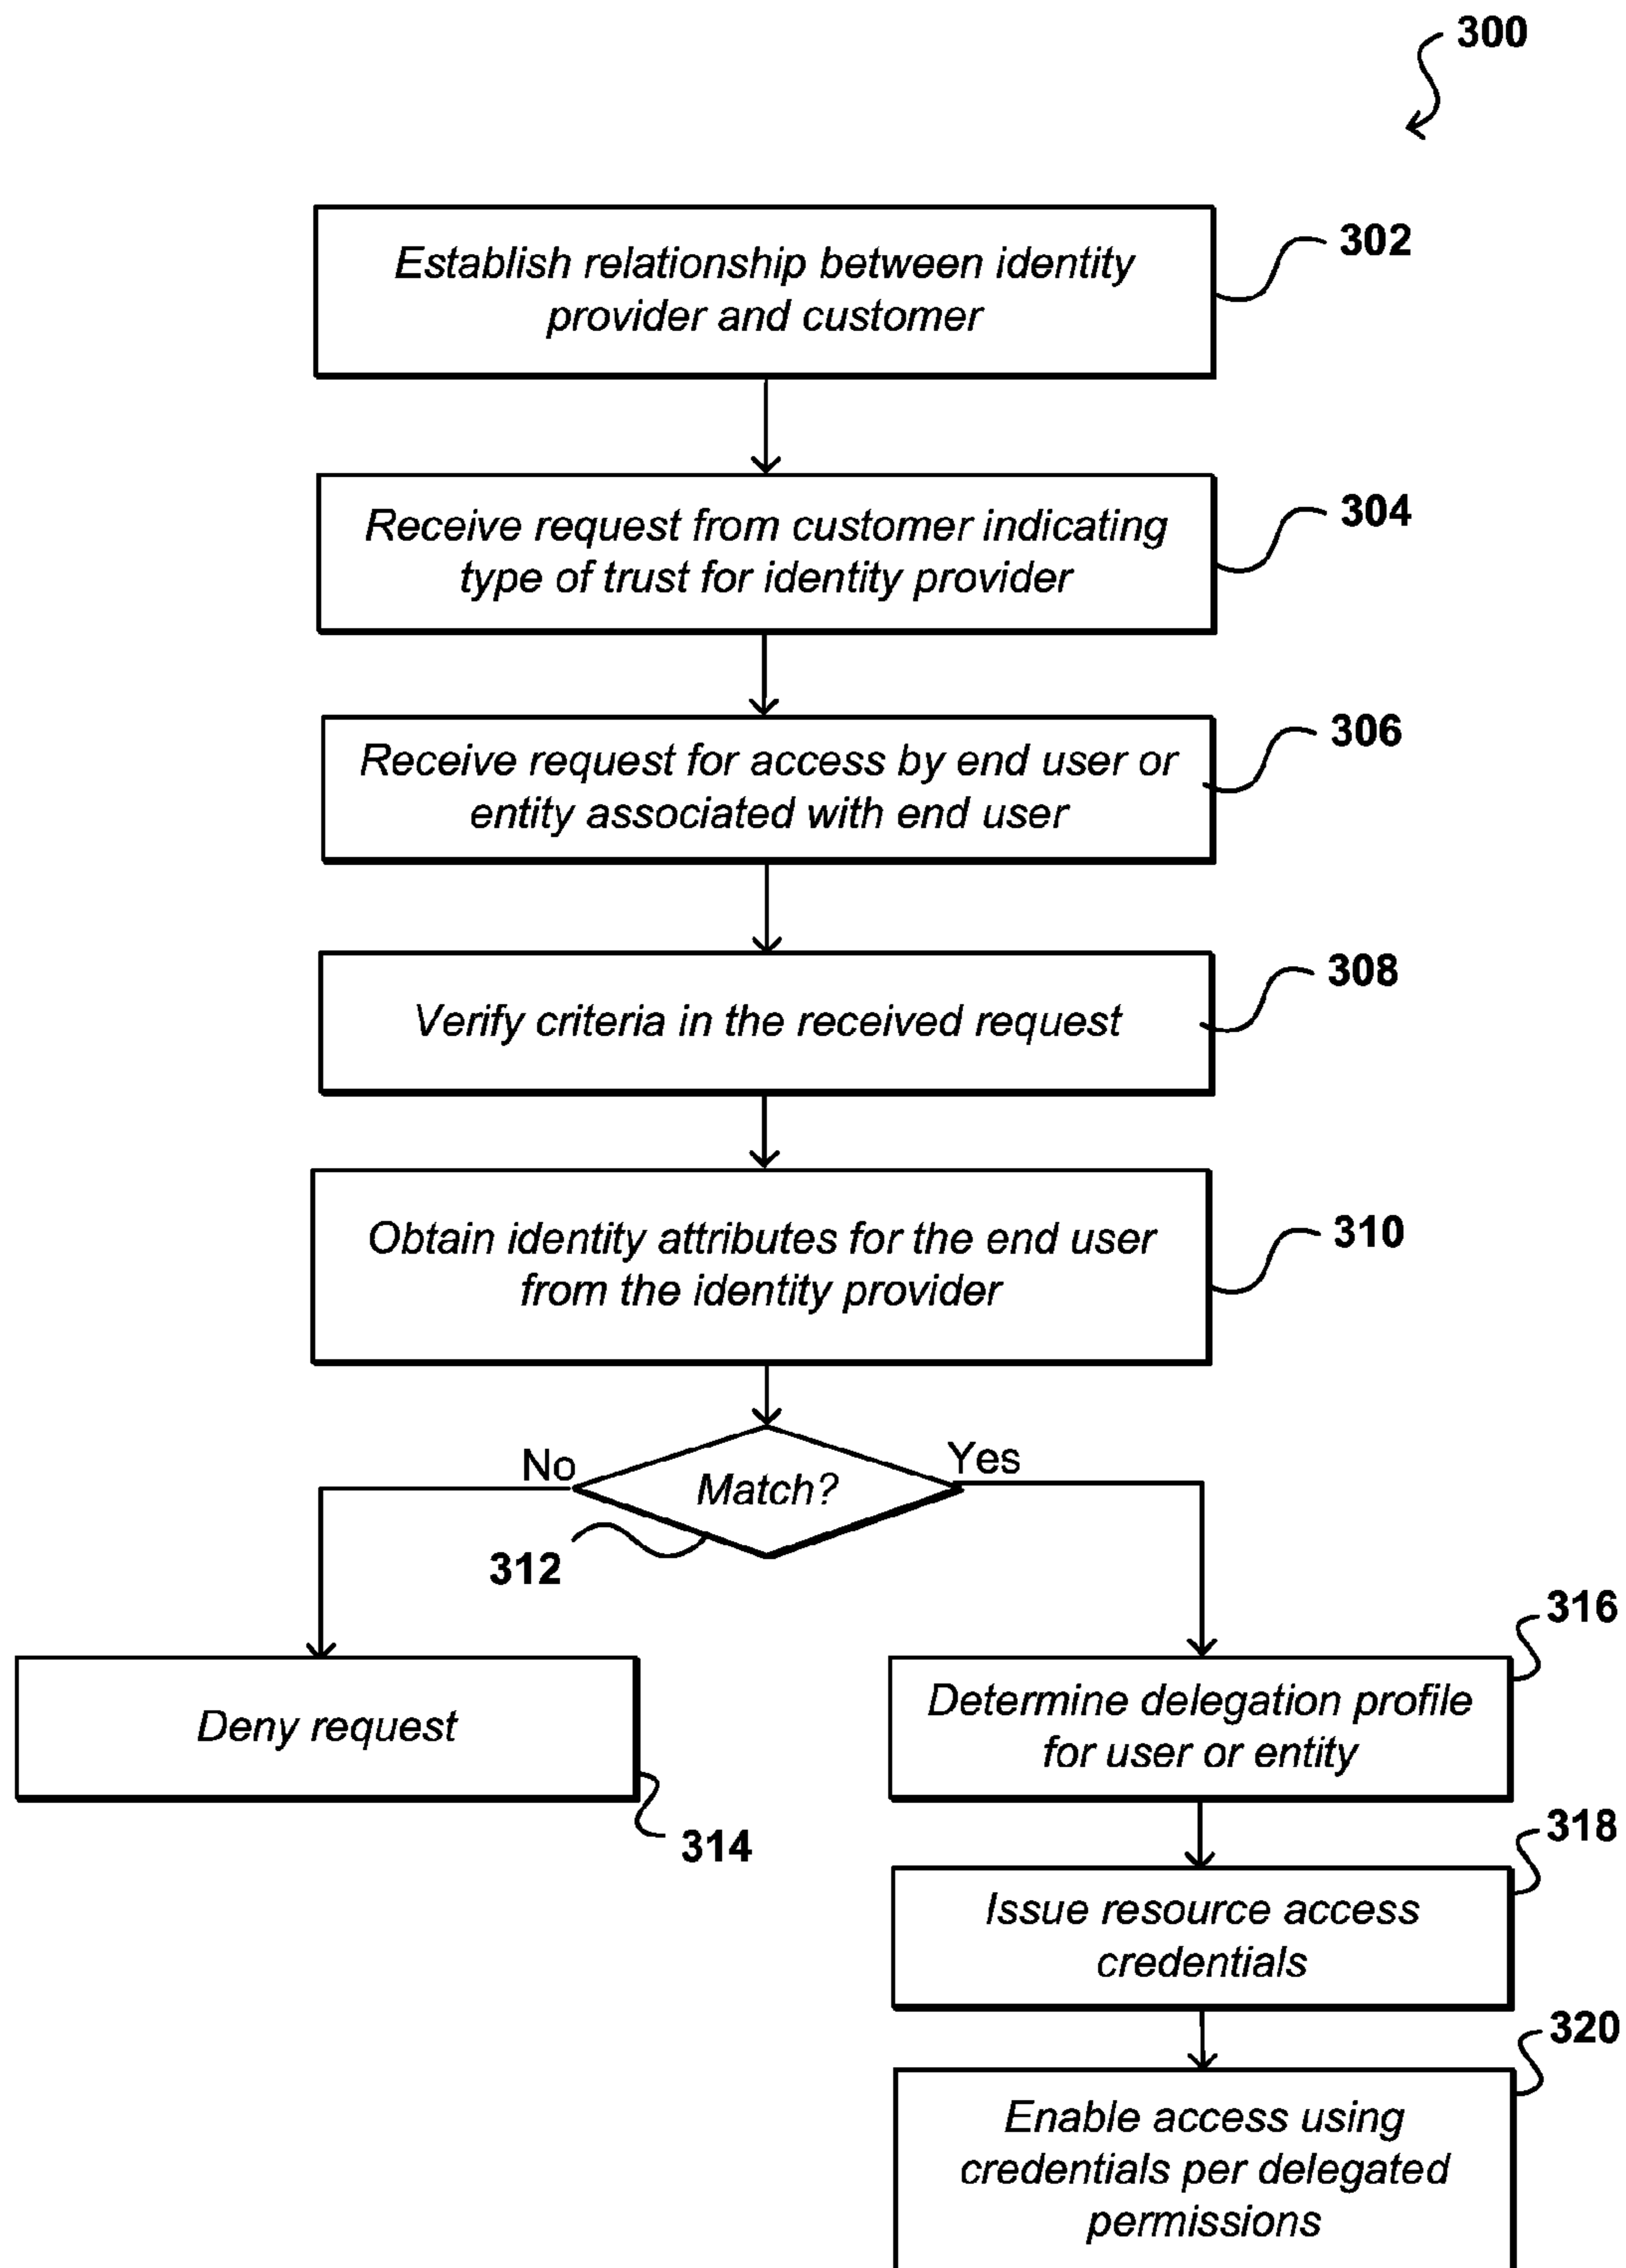 300
Establish relationship between identity
provider and customer
302
Receive request from customer indicating
type of trust for identity provider
304
Receive request for access by end user or
entity associated with end user
306
Verify criteria in the received request
308
Obtain identity attributes for the end user
from the identity provider
310
No
Match?
Yes
312
Deny request
314
Determine delegation profile
for user or entity
316
Issue resource access
credentials
318
Enable access using
credentials per delegated
permissions
320